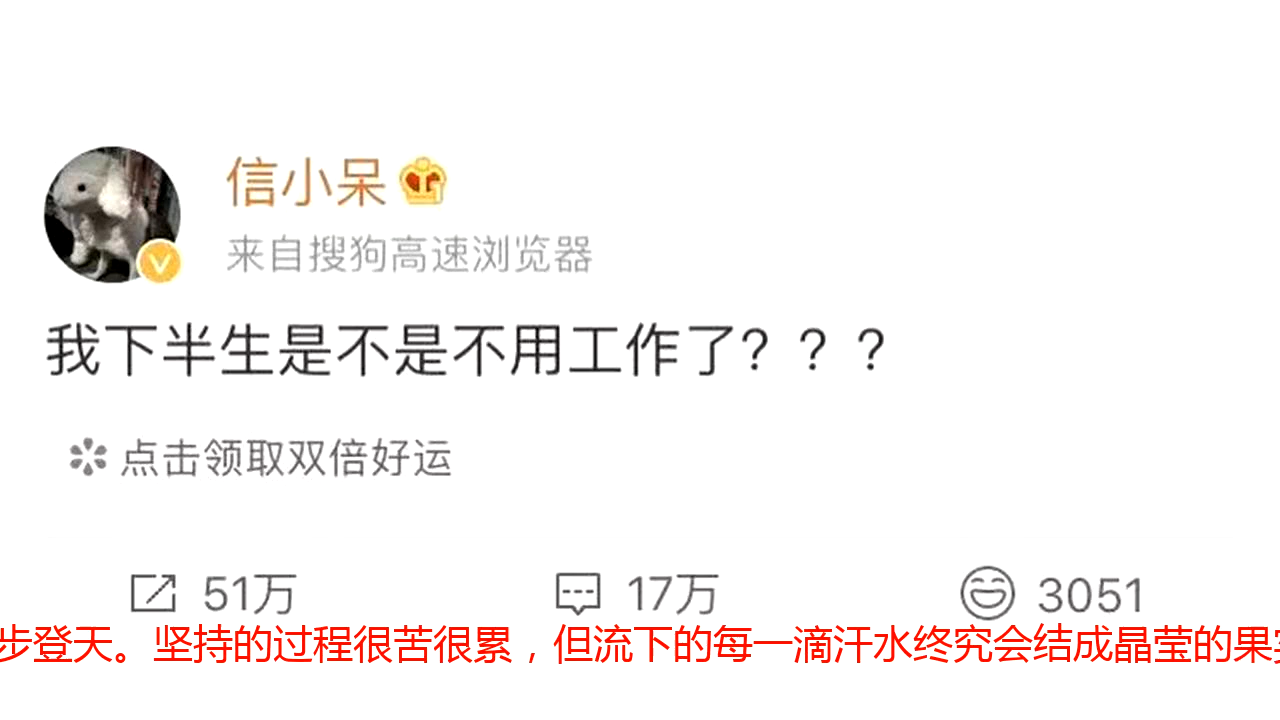 信小呆
来自搜狗高速浏览器
我下半生是不是不用工作了？？？
点击领取双倍好运
51万
17万
3051
步登天。坚持的过程很苦很累，但流下的每一滴汗水终究会结成晶莹的果实